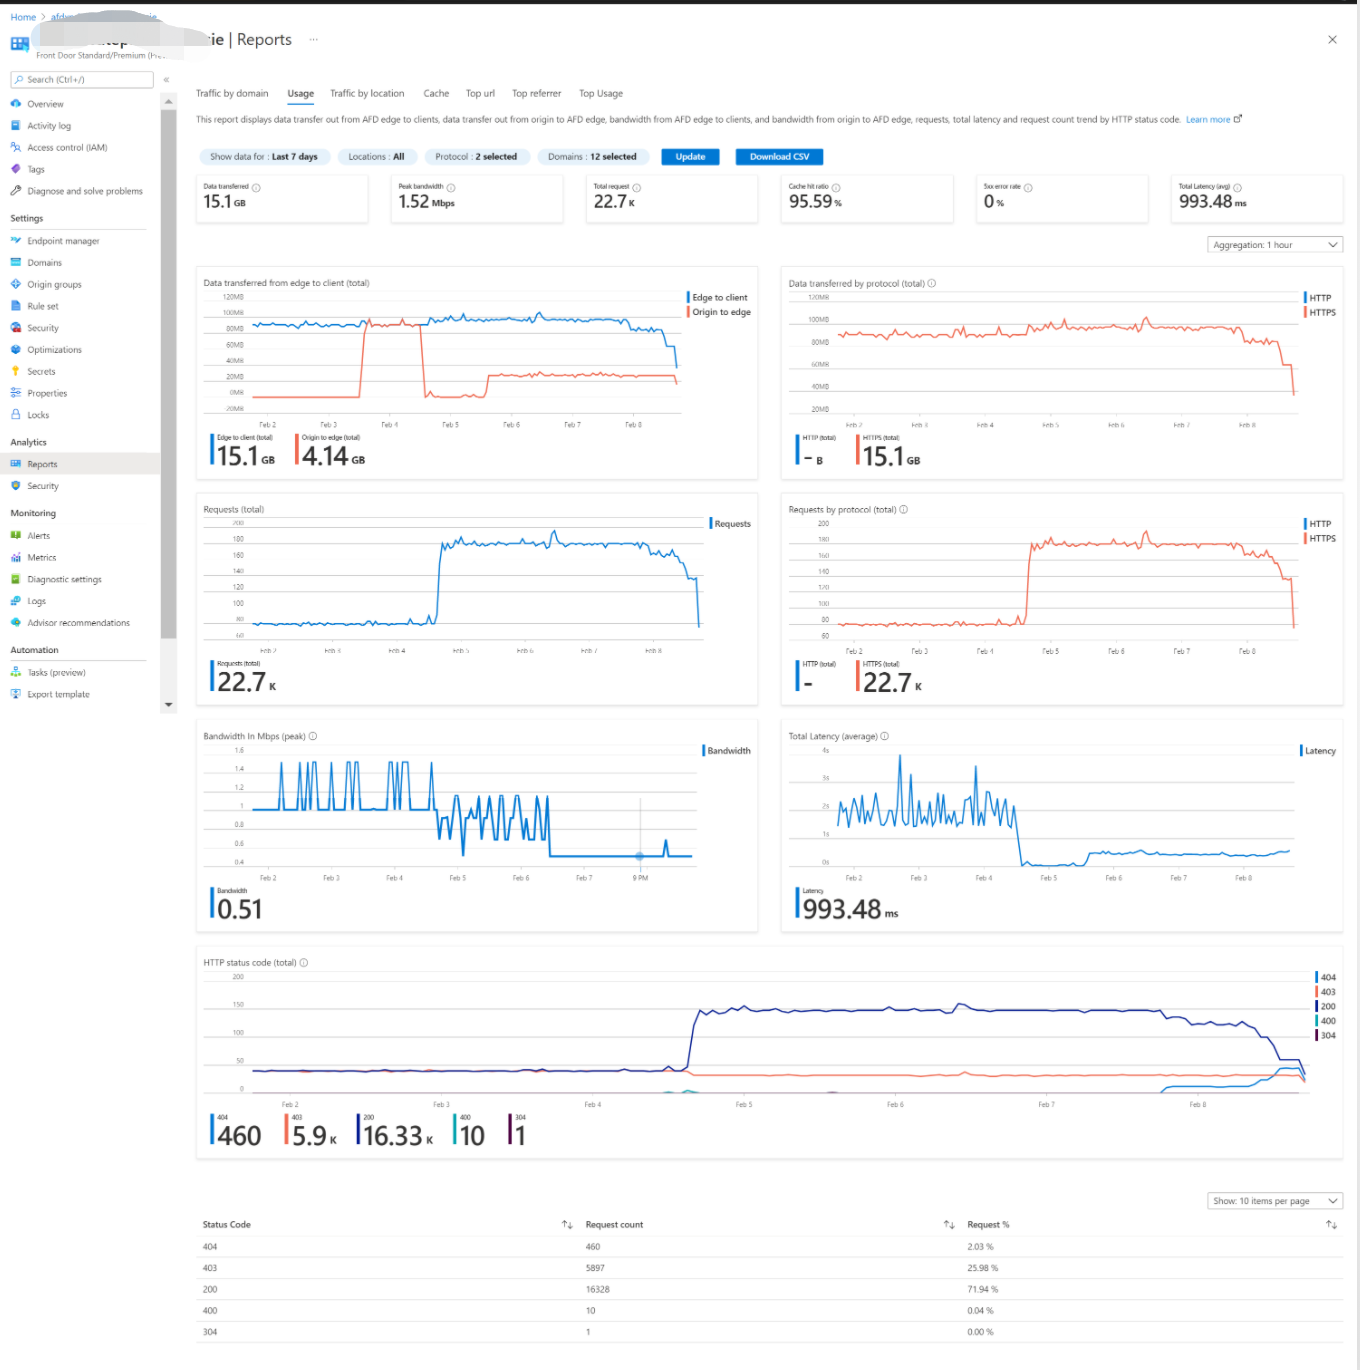 Home > afds
ie | Reports ...
Front Door Standard/Premium
Search (Ctrl+/)
«
Overview
Activity log
Access control (IAM)
Tags
Diagnose and solve problems
Settings
Endpoint manager
Domains
Origin groups
Rule set
Security
Optimizations
Secrets
Properties
Locks
Analytics
Reports
Security
Monitoring
Alerts
Metrics
Diagnostic settings
Logs
Advisor recommendations
Automation
Tasks (preview)
Export template
Traffic by domain Usage Traffic by location Cache Top url Top referrer Top Usage
This report displays data transfer out from AFD edge to clients, data transfer out from origin to AFD edge, bandwidth from AFD edge to clients, and bandwidth from origin to AFD edge, requests, total latency and request count trend by HTTP status code. Learn more
Show data for : Last 7 days Locations : All Protocol : 2 selected Domains : 12 selected Update Download CSV
Data transferred
15.1 GB
Peak bandwidth
1.52 Mbps
Total request
22.7 K
Cache hit ratio
95.59 %
5xx error rate
0 %
Total Latency (avg)
993.48 ms
Aggregation: 1 hour
Data transferred from edge to client (total)
120MB
100MB
80MB
60MB
40MB
20MB
0MB
20MB
Feb 2 Feb 3 Feb 4 Feb 5 Feb 6 Feb 7 Feb 8
Edge to client
Origin to edge
Edge to client (total)
15.1 GB
Origin to edge (total)
4.14 GB
Data transferred by protocol (total)
120MB
100MB
80MB
60MB
40MB
20MB
Feb 2 Feb 3 Feb 4 Feb 5 Feb 6 Feb 7 Feb 8
HTTP
HTTPS
HTTP (total)
- B
HTTPS (total)
15.1 GB
Requests (total)
200
180
160
140
120
100
80
60
Feb 2 Feb 3 Feb 4 Feb 5 Feb 6 Feb 7 Feb 8
Requests
Requests (total)
22.7 K
Requests by protocol (total)
200
180
160
140
120
100
80
60
Feb 2 Feb 3 Feb 4 Feb 5 Feb 6 Feb 7 Feb 8
HTTP
HTTPS
HTTP (total)
-
HTTPS (total)
22.7 K
Bandwidth In Mbps (peak)
1.6
1.4
1.2
1
0.8
0.6
0.4
Feb 2 Feb 3 Feb 4 Feb 5 Feb 6 Feb 7 9 PM
Bandwidth
Bandwidth
0.51
Total Latency (average)
4s
3s
2s
1s
0s
Feb 2 Feb 3 Feb 4 Feb 5 Feb 6 Feb 7 Feb 8
Latency
Latency
993.48 ms
HTTP status code (total)
200
150
100
50
0
Feb 2 Feb 3 Feb 4 Feb 5 Feb 6 Feb 7 Feb 8
404
403
200
400
304
404
460
403
5.9 K
200
16.33 K
400
10
304
1
Show: 10 items per page
Status Code Request count Request %
404 460 2.03 %
403 5897 25.98 %
200 16328 71.94 %
400 10 0.04 %
304 1 0.00 %